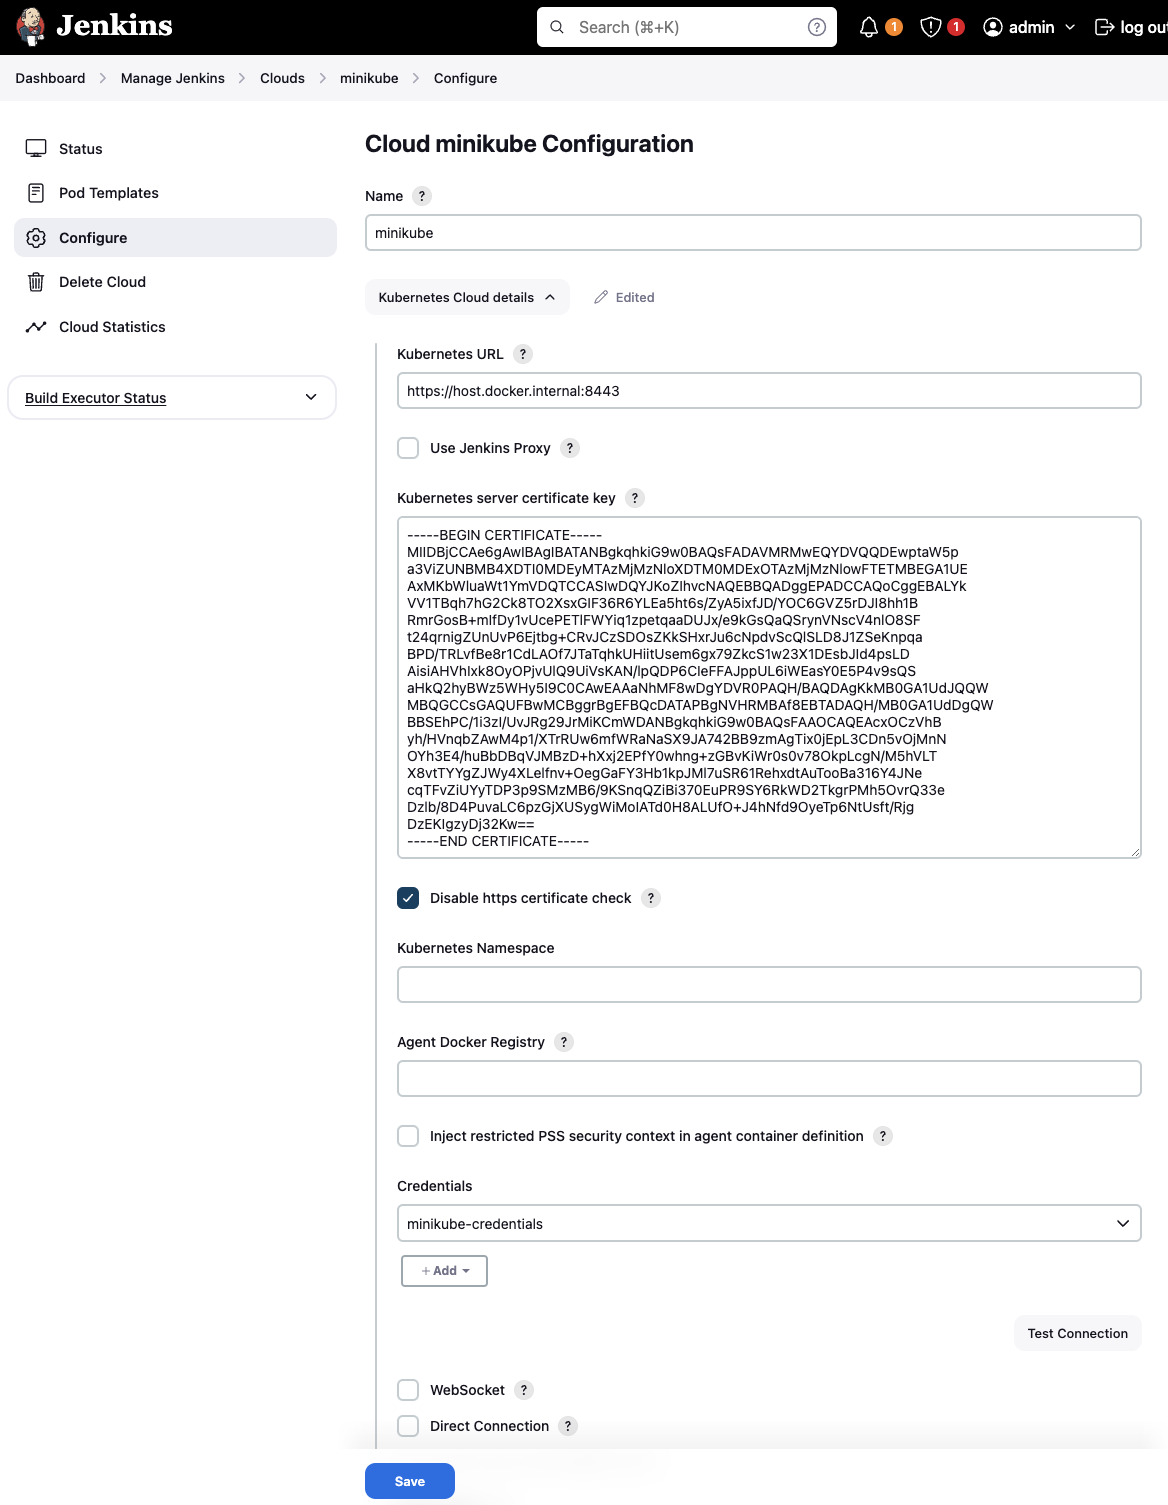 Jenkins
Search (⌘+K)
?
1
1
admin
log out
Dashboard
Manage Jenkins
Clouds
minikube
Configure
Status
Pod Templates
Configure
Delete Cloud
Cloud Statistics
Build Executor Status
Cloud minikube Configuration
Name ?
minikube
Kubernetes Cloud details
Edited
Kubernetes URL ?
https://host.docker.internal:8443
Use Jenkins Proxy ?
Kubernetes server certificate key ?
-----BEGIN CERTIFICATE-----
MIIDBjCCAe6gAwIBAgIBATANBgkqhkiG9w0BAQsFADAVMRMwEQYDVQQDEwptaW5p
a3ViZUNBMB4XDTI0MDEyMTAzMjMzNloXDTM0MDExOTAzMjMzNlowFTETMBEGA1UE
AxMKbWluaWt1YmVDQTCCASIwDQYJKoZIhvcNAQEBBQADggEPADCCAQoCggEBALYk
VV1TBqh7hG2Ck8TO2XsxGIF36R6YLEa5ht6s/ZyA5ixfJD/YOC6GVZ5rDJI8hh1B
RmrGosB+mIfDy1vUcePETIFWYiq1zpetqaaDUJx/e9kGsQaQSrynVNscV4nIO8SF
t24qrnigZUnUvP6Ejtbg+CRvJCzSDOsZKkSHxrJu6cNpdvScQlSLD8J1ZSeKnpqa
BPD/TRLvfBe8r1CdLAOf7JTaTqhkUHiitUsem6gx79ZkcS1w23X1DEsbJId4psLD
AisiAHVhIxk8OyOPjvUlQ9UiVsKAN/lpQDP6CleFFAJppUL6iWEasY0E5P4v9sQS
aHkQ2hyBWz5WHy5I9C0CAwEAAaNhMF8wDgYDVR0PAQH/BAQDAgKkMB0GA1UdJQQW
MBQGCCsGAQUFBwMCBggrBgEFBQcDATAPBgNVHRMBAf8EBTADAQH/MB0GA1UdDgQW
BBSEhPC/1i3zI/UvJRg29JrMiKCmWDANBgkqhkiG9w0BAQsFAAOCAQEAcxOCzVhB
yh/HVnqbZAwM4p1/XTrRUw6mfWRaNaSX9JA742BB9zmAgTix0jEpL3CDn5vOjMnN
OYh3E4/huBbDBqVJMBzD+hXxj2EPfY0whng+zGBvKiWr0s0v78OkpLcgN/M5hVLT
X8vtTYYgZJWy4XLelfnv+OegGaFY3Hb1kpJMl7uSR61RehxdtAuTooBa316Y4JNe
cqTFvZiUYyTDP3p9SMzMB6/9KSnqQZiBi370EuPR9SY6RkWD2TkgrPMh5OvrQ33e
Dzlb/8D4PuvaLC6pzGjXUSygWiMoIATd0H8ALUfO+J4hNfd9OyeTp6NtUsft/Rjg
DzEKIgzyDj32Kw==
-----END CERTIFICATE-----
Disable https certificate check ?
Kubernetes Namespace
Agent Docker Registry ?
Inject restricted PSS security context in agent container definition ?
Credentials
minikube-credentials
+ Add
Test Connection
WebSocket ?
Direct Connection ?
Save